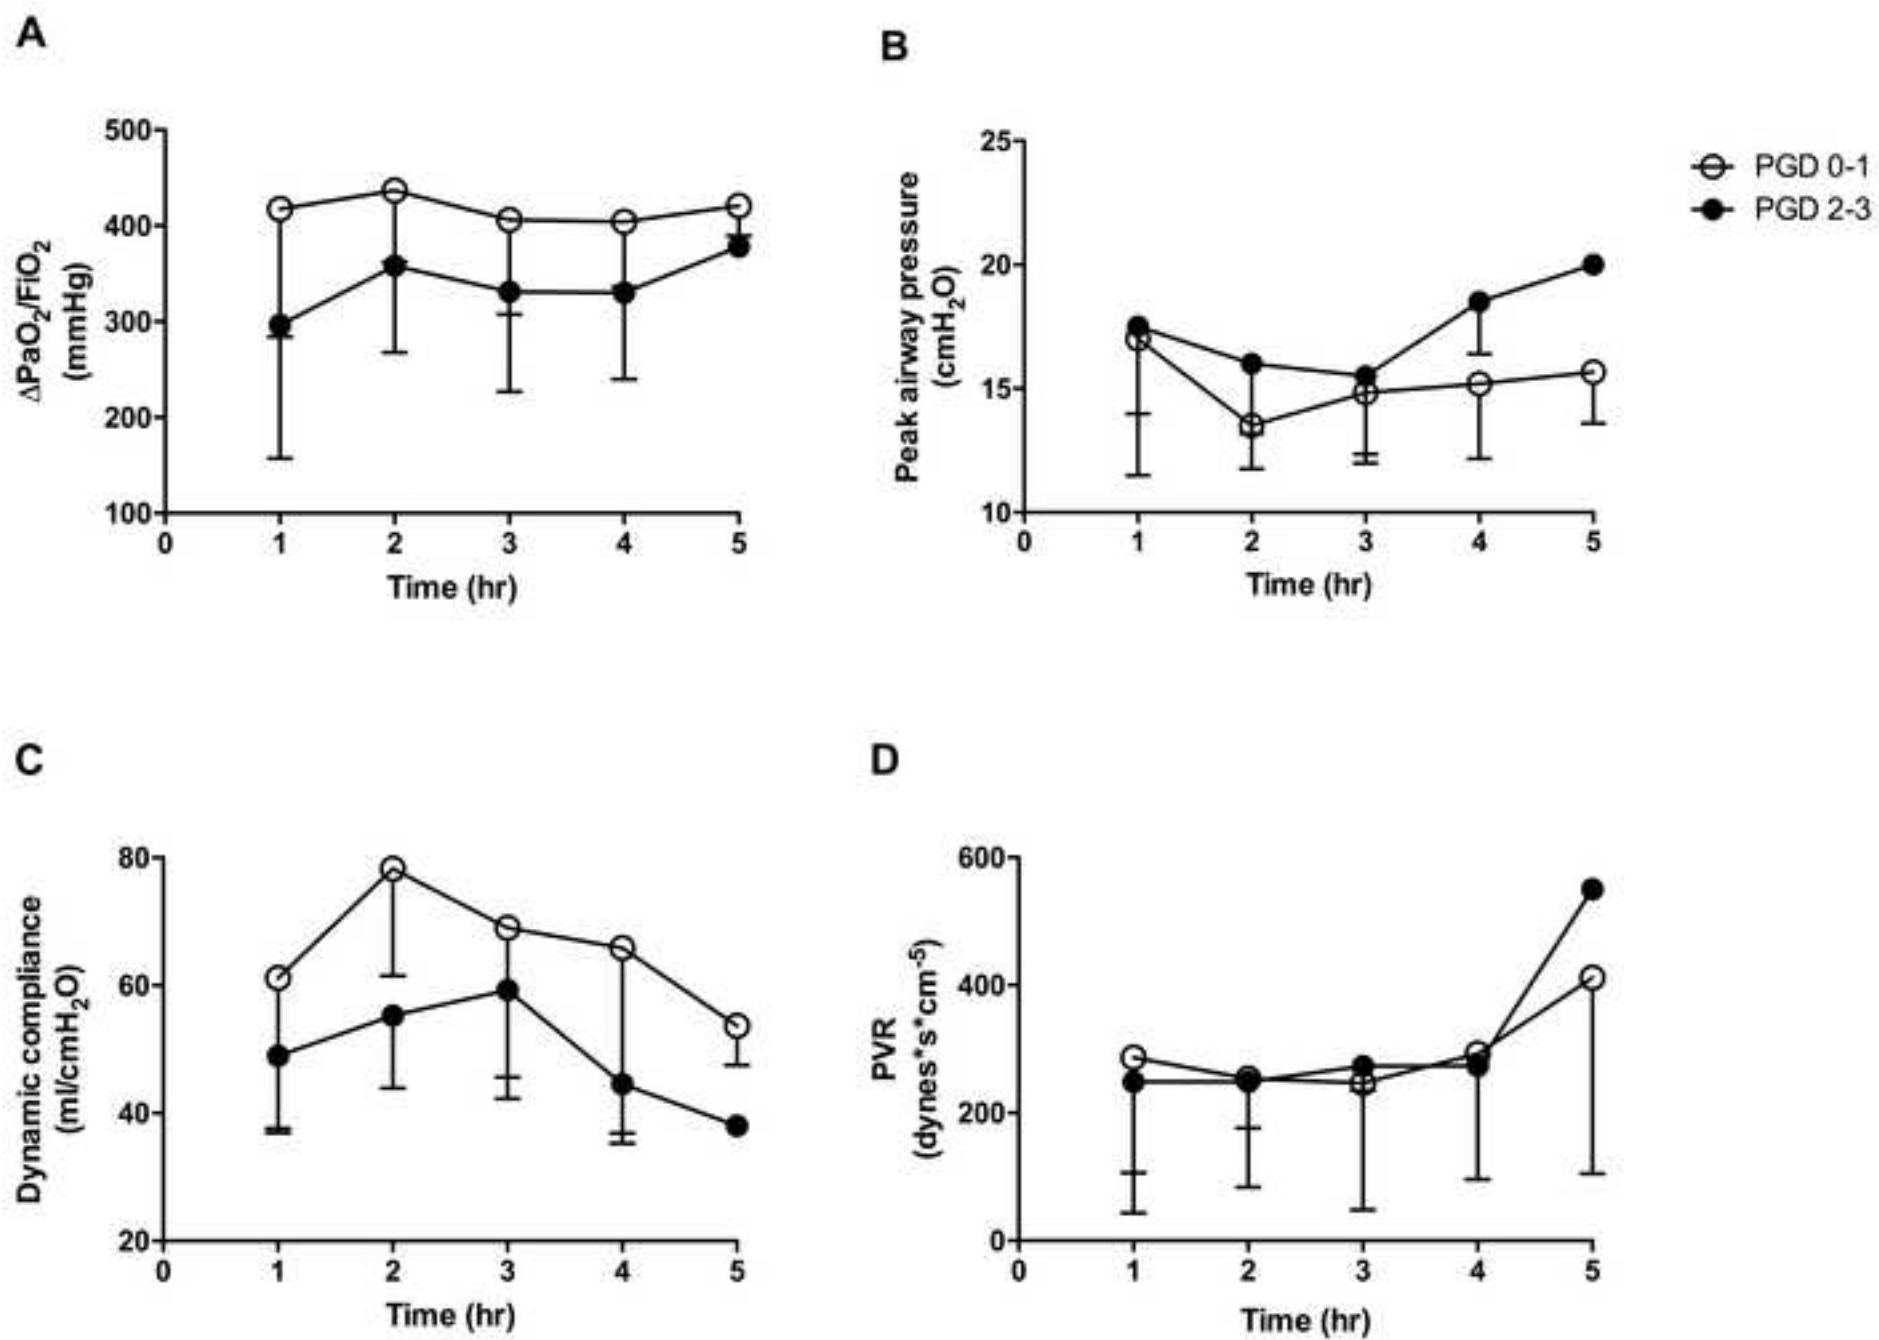 A
500
400
300
200
100
ΔPaO2/FiO2
(mmHg)
0 1 2 3 4 5
Time (hr)
B
25
20
15
10
Peak airway pressure
(cmH2O)
0 1 2 3 4 5
Time (hr)
PGD 0-1
PGD 2-3
C
80
60
40
20
Dynamic compliance
(ml/cmH2O)
0 1 2 3 4 5
Time (hr)
D
600
400
200
0
PVR
(dynes*s*cm-5)
0 1 2 3 4 5
Time (hr)